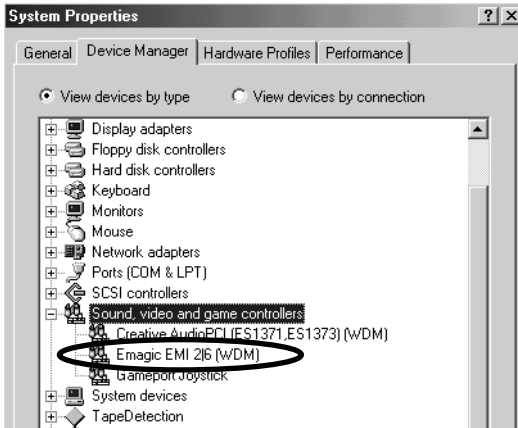 System Properties
General Device Manager Hardware Profiles Performance
View devices by type View devices by connection
Display adapters
Floppy disk controllers
Hard disk controllers
Keyboard
Monitors
Mouse
Network adapters
Ports (COM & LPT)
SCSI controllers
Sound, video and game controllers
Creative AudioPCI (ES1371,ES1373) (WDM)
Emagic EMI 2|6 (WDM)
Gameport Joystick
System devices
TapeDetection